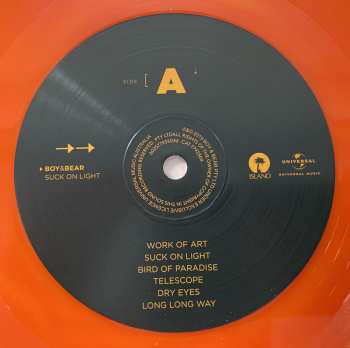 SIDE [ A
BOY&BEAR
SUCK ON LIGHT
ISLAND
UNIVERSAL
UNIVERSAL MUSIC
WORK OF ART
SUCK ON LIGHT
BIRD OF PARADISE
TELESCOPE
DRY EYES
LONG LONG WAY